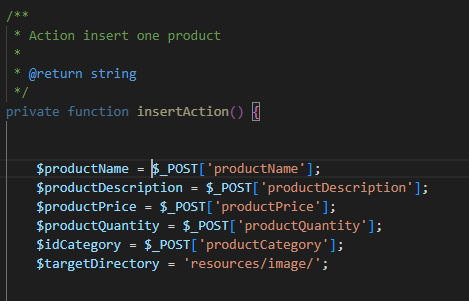 /**
 * Action insert one product
 *
 * @return string
 */
private function insertAction() {
$productName = $_POST['productName'];
$productDescription = $_POST['productDescription'];
$productPrice = $_POST['productPrice'];
$productQuantity = $_POST['productQuantity'];
$idCategory = $_POST['productCategory'];
$targetDirectory = 'resources/image/';